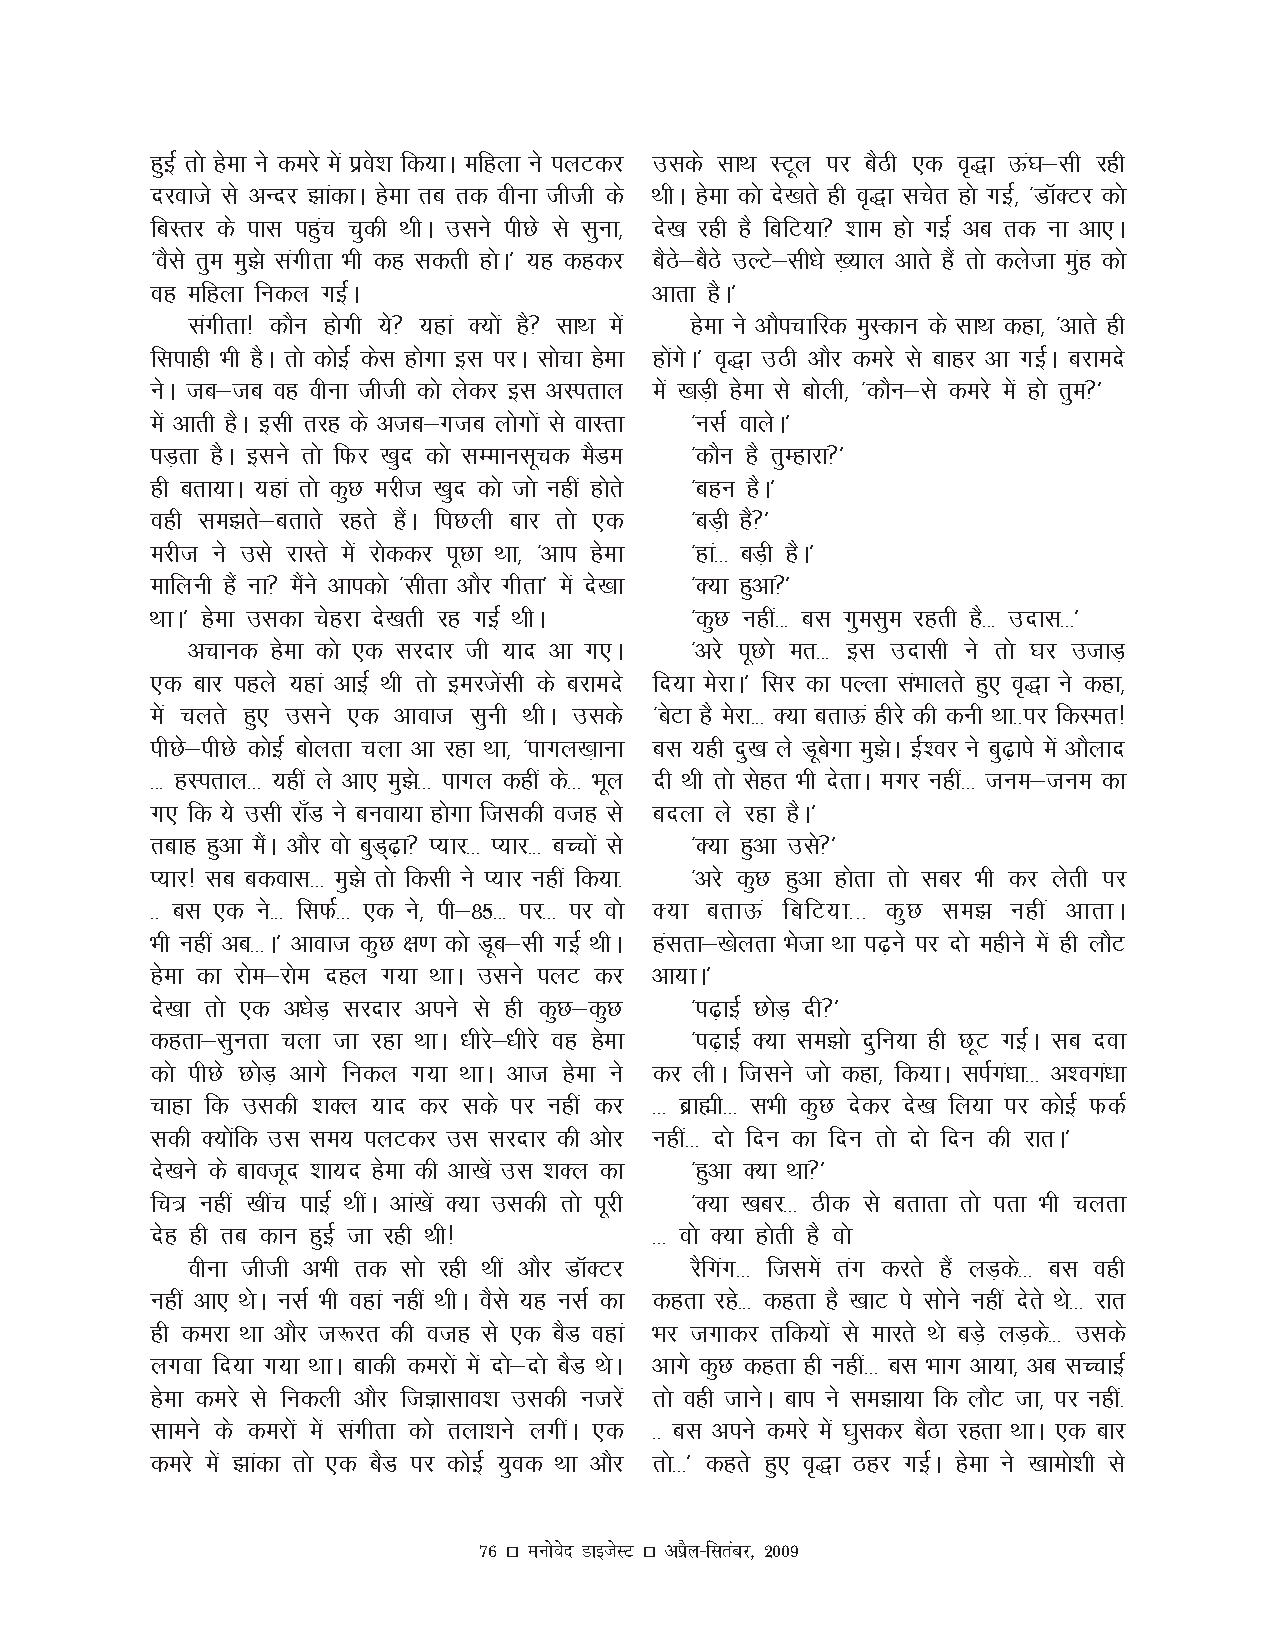 हुई तो हेमा ने कमरे में प्रवेश किया। महिला ने पलटकर
दरवाजे से अन्दर झांका। हेमा तब तक वीना जीजी के
बिस्तर के पास पहुंच चुकी थी। उसने पीछे से सुना,
'वैसे तुम मुझे संगीता भी कह सकती हो।' यह कहकर
वह महिला निकल गई।
संगीता! कौन होगी ये? यहां क्यों है? साथ में
सिपाही भी है। तो कोई केस होगा इस पर। सोचा हेमा
ने। जब–जब वह वीना जीजी को लेकर इस अस्पताल
में आती है। इसी तरह के अजब–गजब लोगों से वास्ता
पड़ता है। इसने तो फिर खुद को सम्मानसूचक मैडम
ही बताया। यहां तो कुछ मरीज खुद को जो नहीं होते
वही समझते–बताते रहते हैं। पिछली बार तो एक
मरीज ने उसे रास्ते में रोककर पूछा था, 'आप हेमा
मालिनी हैं ना? मैंने आपको 'सीता और गीता' में देखा
था।' हेमा उसका चेहरा देखती रह गई थी।
अचानक हेमा को एक सरदार जी याद आ गए।
एक बार पहले यहां आई थी तो इमरजेंसी के बरामदे
में चलते हुए उसने एक आवाज सुनी थी। उसके
पीछे–पीछे कोई बोलता चला आ रहा था, 'पागलख़ाना
... हस्पताल... यहीं ले आए मुझे... पागल कहीं के... भूल
गए कि ये उसी राँड ने बनवाया होगा जिसकी वजह से
तबाह हुआ मैं। और वो बुड्ढ़ा? प्यार... प्यार... बच्चों से
प्यार! सब बकवास... मुझे तो किसी ने प्यार नहीं किया.
.. बस एक ने... सिर्फ... एक ने, पी–85... पर... पर वो
भी नहीं अब...।' आवाज कुछ क्षण को डूब–सी गई थी।
हेमा का रोम–रोम दहल गया था। उसने पलट कर
देखा तो एक अधेड़ सरदार अपने से ही कुछ–कुछ
कहता–सुनता चला जा रहा था। धीरे–धीरे वह हेमा
को पीछे छोड़ आगे निकल गया था। आज हेमा ने
चाहा कि उसकी शक्ल याद कर सके पर नहीं कर
सकी क्योंकि उस समय पलटकर उस सरदार की ओर
देखने के बावजूद शायद हेमा की आखें उस शक्ल का
चित्र नहीं खींच पाई थीं। आंखें क्या उसकी तो पूरी
देह ही तब कान हुई जा रही थी!
वीना जीजी अभी तक सो रही थीं और डॉक्टर
नहीं आए थे। नर्स भी वहां नहीं थी। वैसे यह नर्स का
ही कमरा था और जरूरत की वजह से एक बैड वहां
लगवा दिया गया था। बाकी कमरों में दो–दो बैड थे।
हेमा कमरे से निकली और जिज्ञासावश उसकी नजरें
सामने के कमरों में संगीता को तलाशने लगीं। एक
कमरे में झांका तो एक बैड पर कोई युवक था और
उसके साथ स्टूल पर बैठी एक वृद्धा ऊंघ–सी रही
थी। हेमा को देखते ही वृद्धा सचेत हो गई, 'डॉक्टर को
देख रही है बिटिया? शाम हो गई अब तक ना आए।
बैठे–बैठे उल्टे–सीधे ख़्याल आते हैं तो कलेजा मुंह को
आता है।'
हेमा ने औपचारिक मुस्कान के साथ कहा, 'आते ही
होंगे।' वृद्धा उठी और कमरे से बाहर आ गई। बरामदे
में खड़ी हेमा से बोली, 'कौन–से कमरे में हो तुम?'
'नर्स वाले।'
'कौन है तुम्हारा?'
'बहन है।'
'बड़ी है?'
'हां... बड़ी है।'
'क्या हुआ?'
'कुछ नहीं... बस गुमसुम रहती है... उदास...'
'अरे पूछो मत... इस उदासी ने तो घर उजाड़
दिया मेरा।' सिर का पल्ला संभालते हुए वृद्धा ने कहा,
'बेटा है मेरा... क्या बताऊं हीरे की कनी था..पर किस्मत!
बस यही दुख ले डूबेगा मुझे। ईश्वर ने बुढ़ापे में औलाद
दी थी तो सेहत भी देता। मगर नहीं... जनम–जनम का
बदला ले रहा है।'
'क्या हुआ उसे?'
'अरे कुछ हुआ होता तो सबर भी कर लेती पर
क्या बताऊं बिटिया... कुछ समझ नहीं आता।
हंसता–खेलता भेजा था पढ़ने पर दो महीने में ही लौट
आया।'
'पढ़ाई छोड़ दी?'
'पढ़ाई क्या समझो दुनिया ही छूट गई। सब दवा
कर ली। जिसने जो कहा, किया। सर्पगंधा... अश्वगंधा
... ब्राह्मी... सभी कुछ देकर देख लिया पर कोई फर्क
नहीं... दो दिन का दिन तो दो दिन की रात।'
'हुआ क्या था?'
'क्या खबर... ठीक से बताता तो पता भी चलता
... वो क्या होती है वो
रैगिंग... जिसमें तंग करते हैं लड़के... बस वही
कहता रहे... कहता है खाट पे सोने नहीं देते थे... रात
भर जगाकर तकियों से मारते थे बड़े लड़के... उसके
आगे कुछ कहता ही नहीं... बस भाग आया, अब सच्चाई
तो वही जाने। बाप ने समझाया कि लौट जा, पर नहीं.
.. बस अपने कमरे में घुसकर बैठा रहता था। एक बार
तो...' कहते हुए वृद्धा ठहर गई। हेमा ने खामोशी से
76 □ मनोवेद डाइजेस्ट □ अप्रैल-सितंबर, 2009